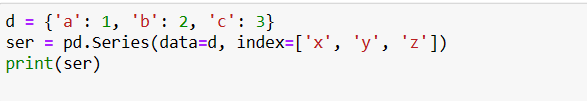 d = {'a': 1, 'b': 2, 'c': 3}
ser = pd.Series(data=d, index=['x', 'y', 'z'])
print(ser)